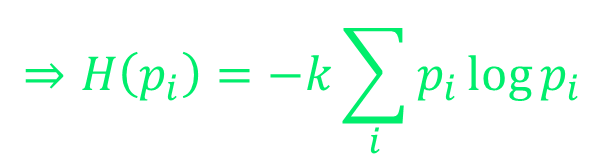 ⇒ H(pᵢ) = −k ∑ᵢ pᵢ log pᵢ